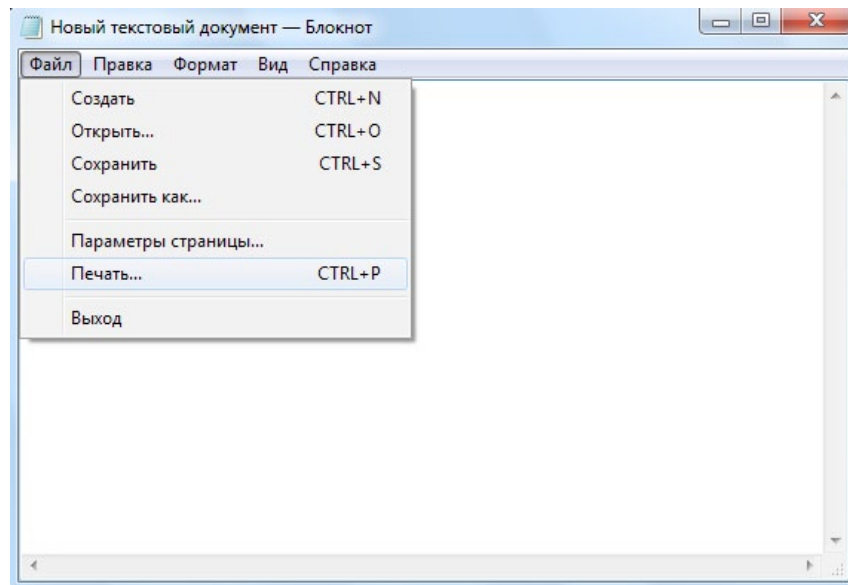 Новый текстовый документ — Блокнот
Файл Правка Формат Вид Справка
Создать CTRL+N
Открыть... CTRL+O
Сохранить CTRL+S
Сохранить как...
Параметры страницы...
Печать... CTRL+P
Выход